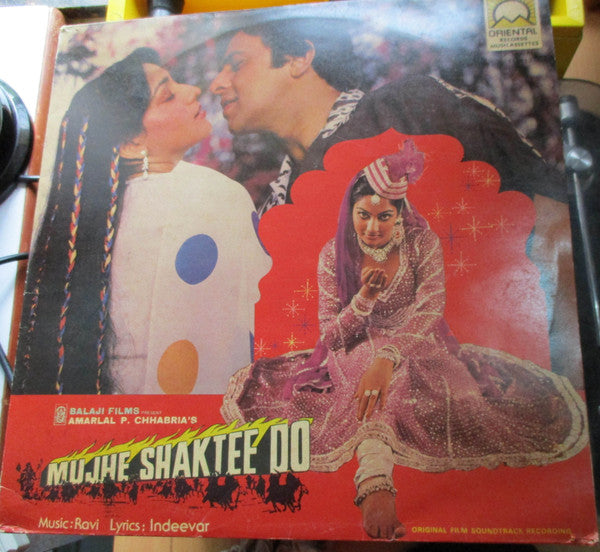 ORIENTAL
RECORDS
MUSICASSETTES
BALAJI FILMS PRESENT
AMARLAL P. CHHABRIA'S
MUJHE SHAKTEE DO
Music: Ravi Lyrics: Indeevar
ORIGINAL FILM SOUNDTRACK RECORDING